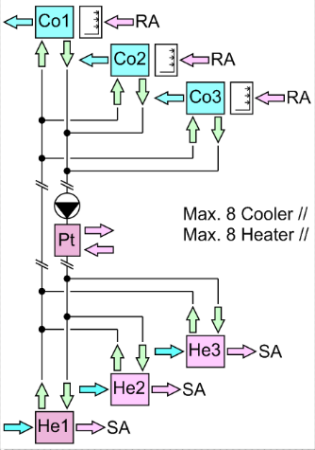 Co1 RA
Co2 RA
Co3 RA
Max. 8 Cooler //
Max. 8 Heater //
Pt
He3 SA
He2 SA
He1 SA